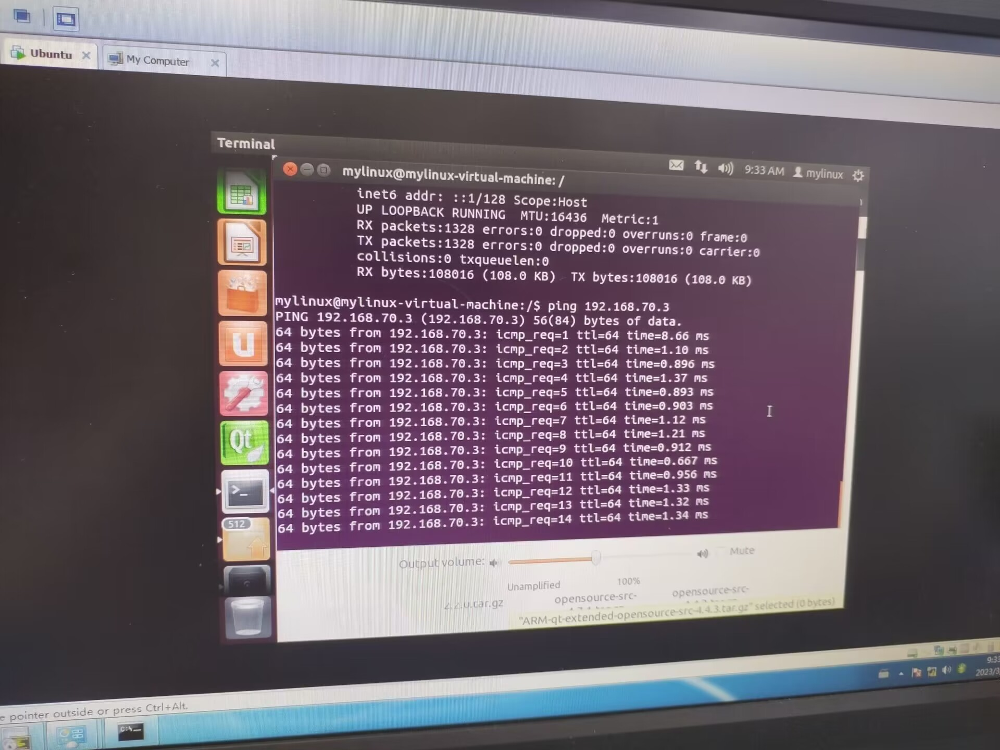 Ubuntu
My Computer
Terminal
mylinux@mylinux-virtual-machine: /
9:33 AM
mylinux
inet6 addr: ::1/128 Scope:Host
UP LOOPBACK RUNNING  MTU:16436  Metric:1
RX packets:1328 errors:0 dropped:0 overruns:0 frame:0
TX packets:1328 errors:0 dropped:0 overruns:0 carrier:0
collisions:0 txqueuelen:0
RX bytes:108016 (108.0 KB)  TX bytes:108016 (108.0 KB)
mylinux@mylinux-virtual-machine:/$ ping 192.168.70.3
PING 192.168.70.3 (192.168.70.3) 56(84) bytes of data.
64 bytes from 192.168.70.3: icmp_req=1 ttl=64 time=8.66 ms
64 bytes from 192.168.70.3: icmp_req=2 ttl=64 time=1.10 ms
64 bytes from 192.168.70.3: icmp_req=3 ttl=64 time=0.896 ms
64 bytes from 192.168.70.3: icmp_req=4 ttl=64 time=1.37 ms
64 bytes from 192.168.70.3: icmp_req=5 ttl=64 time=0.893 ms
64 bytes from 192.168.70.3: icmp_req=6 ttl=64 time=0.903 ms
64 bytes from 192.168.70.3: icmp_req=7 ttl=64 time=1.12 ms
64 bytes from 192.168.70.3: icmp_req=8 ttl=64 time=1.21 ms
64 bytes from 192.168.70.3: icmp_req=9 ttl=64 time=0.912 ms
64 bytes from 192.168.70.3: icmp_req=10 ttl=64 time=0.667 ms
64 bytes from 192.168.70.3: icmp_req=11 ttl=64 time=0.956 ms
64 bytes from 192.168.70.3: icmp_req=12 ttl=64 time=1.33 ms
64 bytes from 192.168.70.3: icmp_req=13 ttl=64 time=1.32 ms
64 bytes from 192.168.70.3: icmp_req=14 ttl=64 time=1.34 ms
Qt
512
Output volume:
Mute
Unamplified
100%
2.2.0.tar.gz
opensource-src-
opensource-src-
"ARM-qt-extended-opensource-src-4.4.3.tar.gz" selected (0 bytes)
9:33
2023/3
e pointer outside or press Ctrl+Alt.